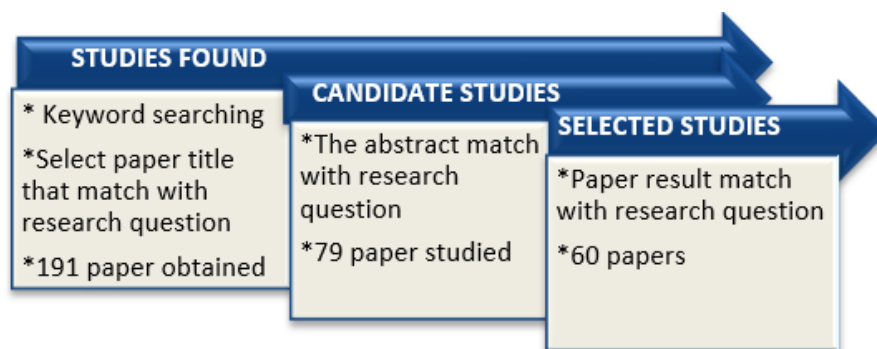 STUDIES FOUND
* Keyword searching
*Select paper title
that match with
research question
*191 paper obtained
CANDIDATE STUDIES
*The abstract match
with research
question
*79 paper studied
SELECTED STUDIES
*Paper result match
with research question
*60 papers